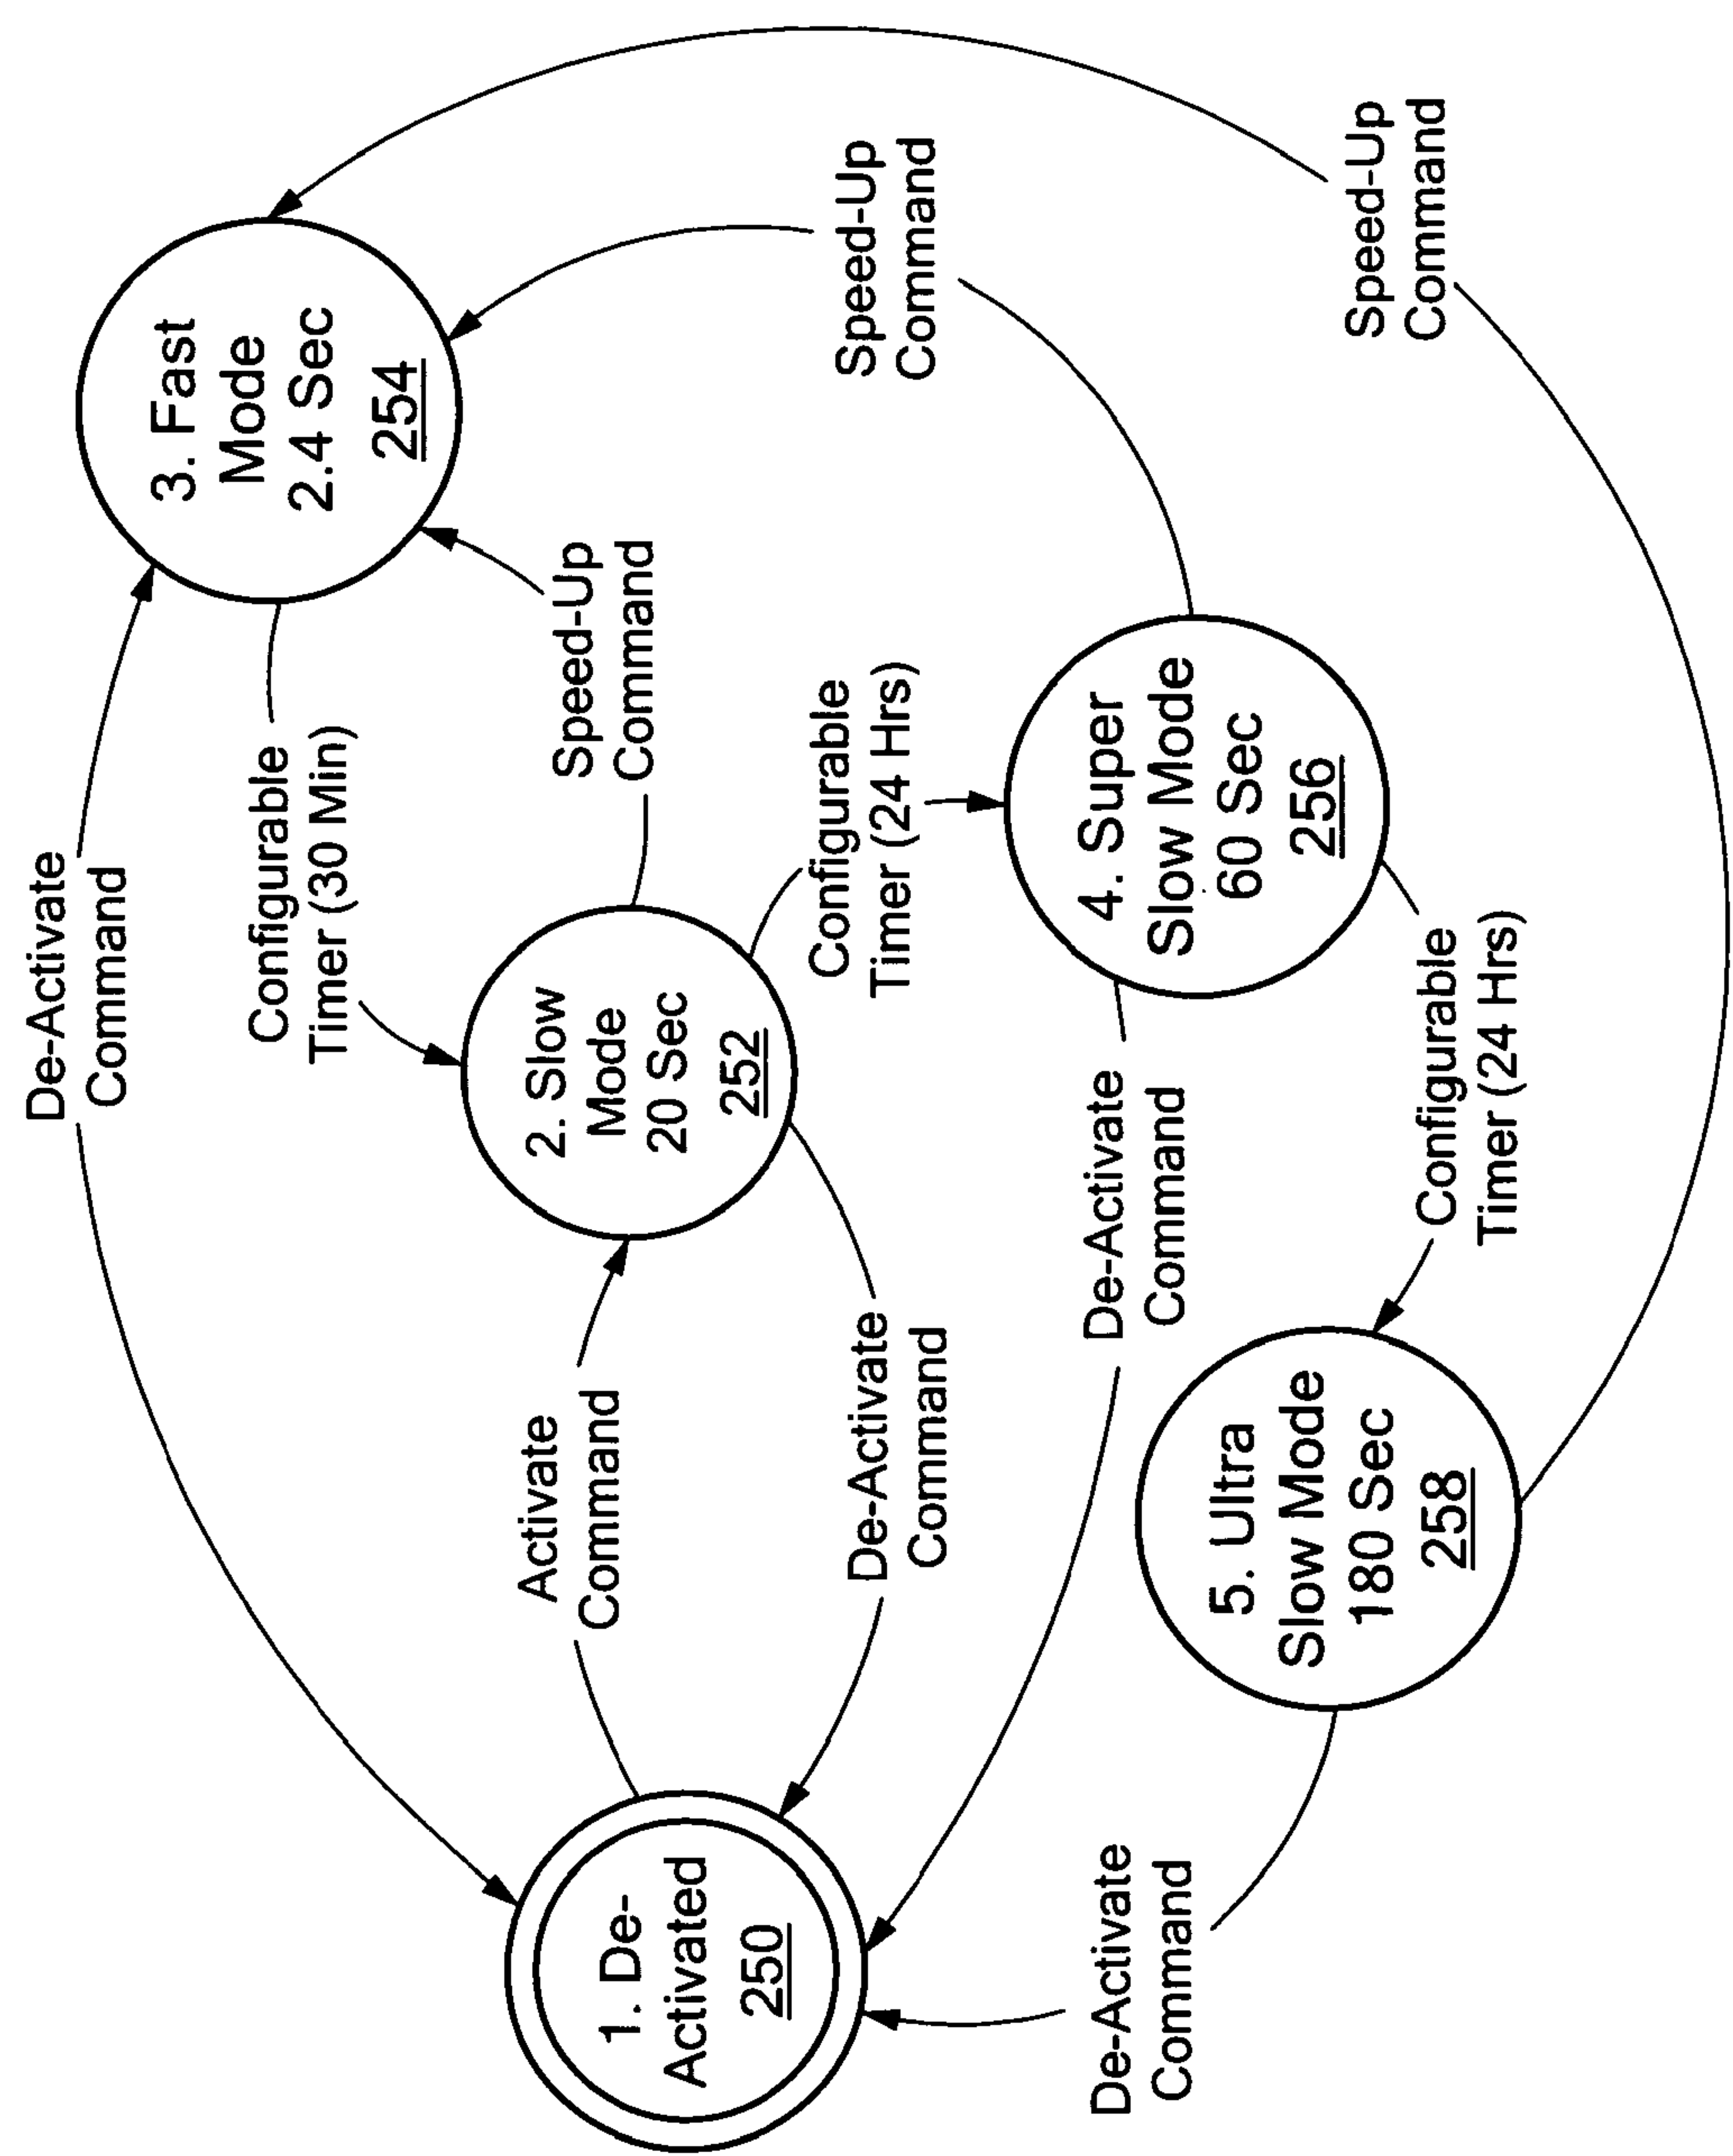 De-Activate
Command
3. Fast
Mode
2.4 Sec
254
Configurable
Timer (30 Min)
Speed-Up
Command
2. Slow
Mode
20 Sec
252
Activate
Command
1. De-
Activated
250
De-Activate
Command
Configurable
Timer (24 Hrs)
Speed-Up
Command
4. Super
Slow Mode
60 Sec
256
De-Activate
Command
De-Activate
Command
5. Ultra
Slow Mode
180 Sec
258
Configurable
Timer (24 Hrs)
Speed-Up
Command